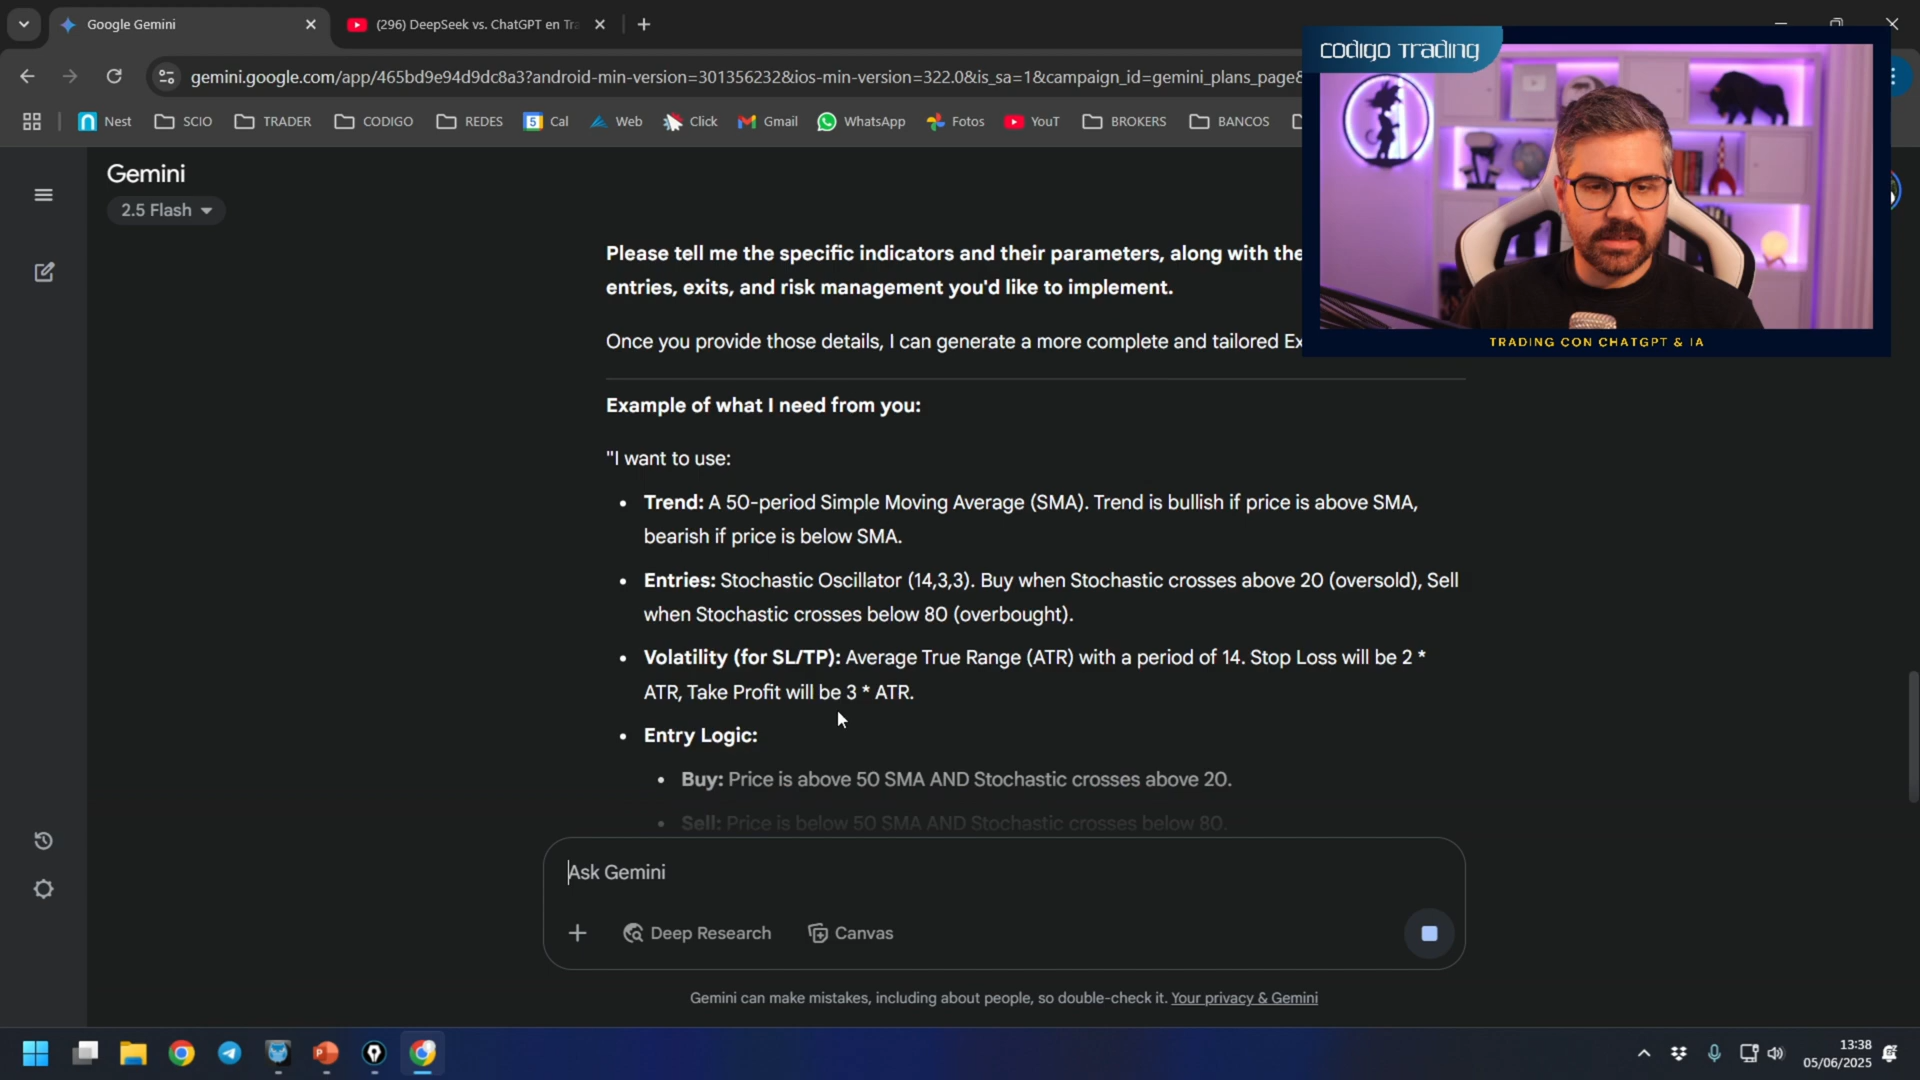 Google Gemini
(296) DeepSeek vs. ChatGPT en Tra
gemini.google.com/app/465bd9e94d9dc8a3?android-min-version=301356232&ios-min-version=322.0&is_sa=1&campaign_id=gemini_plans_page&
Nest SCIO TRADER CODIGO REDES Cal Web Click Gmail WhatsApp Fotos YouT BROKERS BANCOS
codigo Trading
TRADING CON CHATGPT & IA
Gemini
2.5 Flash
Please tell me the specific indicators and their parameters, along with the
entries, exits, and risk management you'd like to implement.
Once you provide those details, I can generate a more complete and tailored Ex
Example of what I need from you:
"I want to use:
• Trend: A 50-period Simple Moving Average (SMA). Trend is bullish if price is above SMA,
bearish if price is below SMA.
• Entries: Stochastic Oscillator (14,3,3). Buy when Stochastic crosses above 20 (oversold), Sell
when Stochastic crosses below 80 (overbought).
• Volatility (for SL/TP): Average True Range (ATR) with a period of 14. Stop Loss will be 2 *
ATR, Take Profit will be 3 * ATR.
• Entry Logic:
• Buy: Price is above 50 SMA AND Stochastic crosses above 20.
• Sell: Price is below 50 SMA AND Stochastic crosses below 80.
Ask Gemini
Deep Research Canvas
Gemini can make mistakes, including about people, so double-check it. Your privacy & Gemini
13:38
05/06/2025